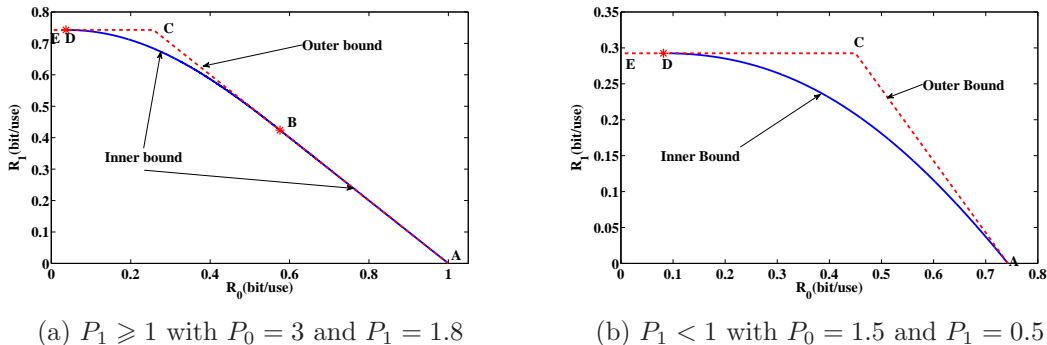 0.8
0.7
0.6
0.5
0.4
0.3
0.2
0.1
0
R₁(bit/use)
E D
C
Outer bound
B
Inner bound
A
0 0.2 0.4 0.6 0.8 1
R₀(bit/use)
(a) P₁ ⩾ 1 with P₀ = 3 and P₁ = 1.8
0.35
0.3
0.25
0.2
0.15
0.1
0.05
0
R₁(bit/use)
E D
C
Outer Bound
Inner Bound
A
0 0.1 0.2 0.3 0.4 0.5 0.6 0.7 0.8
R₀(bit/use)
(b) P₁ < 1 with P₀ = 1.5 and P₁ = 0.5